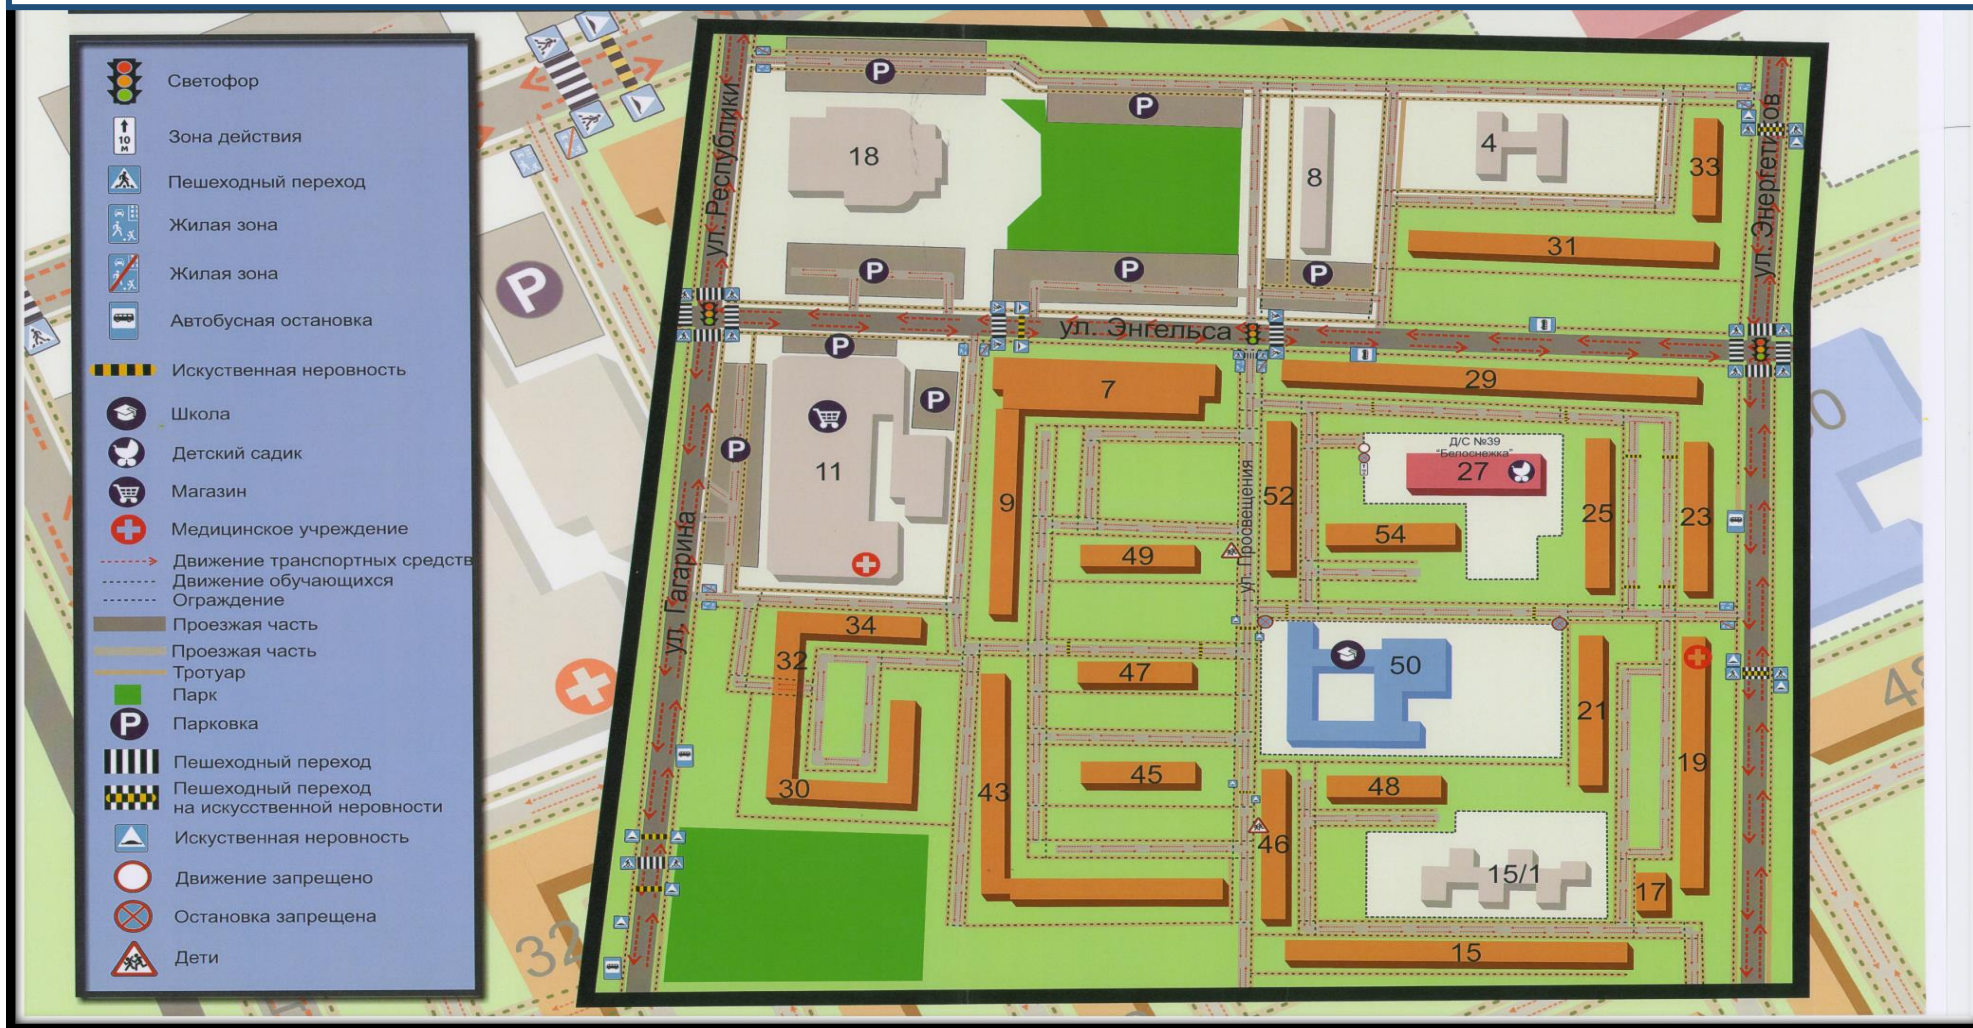 Светофор
↑
10
М
Зона действия
Пешеходный переход
Жилая зона
Жилая зона
Автобусная остановка
Искуственная неровность
Школа
Детский садик
Магазин
Медицинское учреждение
Движение транспортных средств
Движение обучающихся
Ограждение
Проезжая часть
Проезжая часть
Тротуар
Парк
P Парковка
Пешеходный переход
Пешеходный переход
на искусственной неровности
Искуственная неровность
Движение запрещено
Остановка запрещена
Дети
P
32
48
ул. Республики
ул. Гагарина
ул. Энгельса
ул. Просвещения
ул. Энергетиков
P
P
18
8
4
33
31
P
P
P
P
P
P
11
7
29
9
52
Д/С №39
"Белоснежка"
27
54
25
23
49
34
32
47
50
21
19
30
43
45
48
46
15/1
17
15